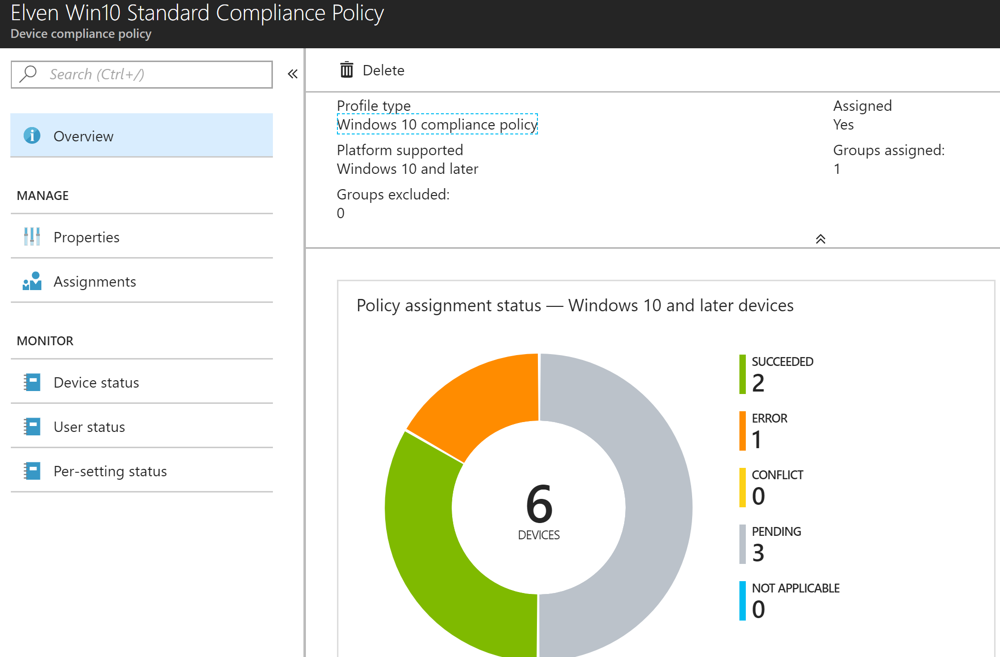 Elven Win10 Standard Compliance Policy
Device compliance policy
Search (Ctrl+/)
Overview
MANAGE
Properties
Assignments
MONITOR
Device status
User status
Per-setting status
Delete
Profile type
Windows 10 compliance policy
Platform supported
Windows 10 and later
Groups excluded:
0
Assigned
Yes
Groups assigned:
1
Policy assignment status — Windows 10 and later devices
6
DEVICES
SUCCEEDED
2
ERROR
1
CONFLICT
0
PENDING
3
NOT APPLICABLE
0